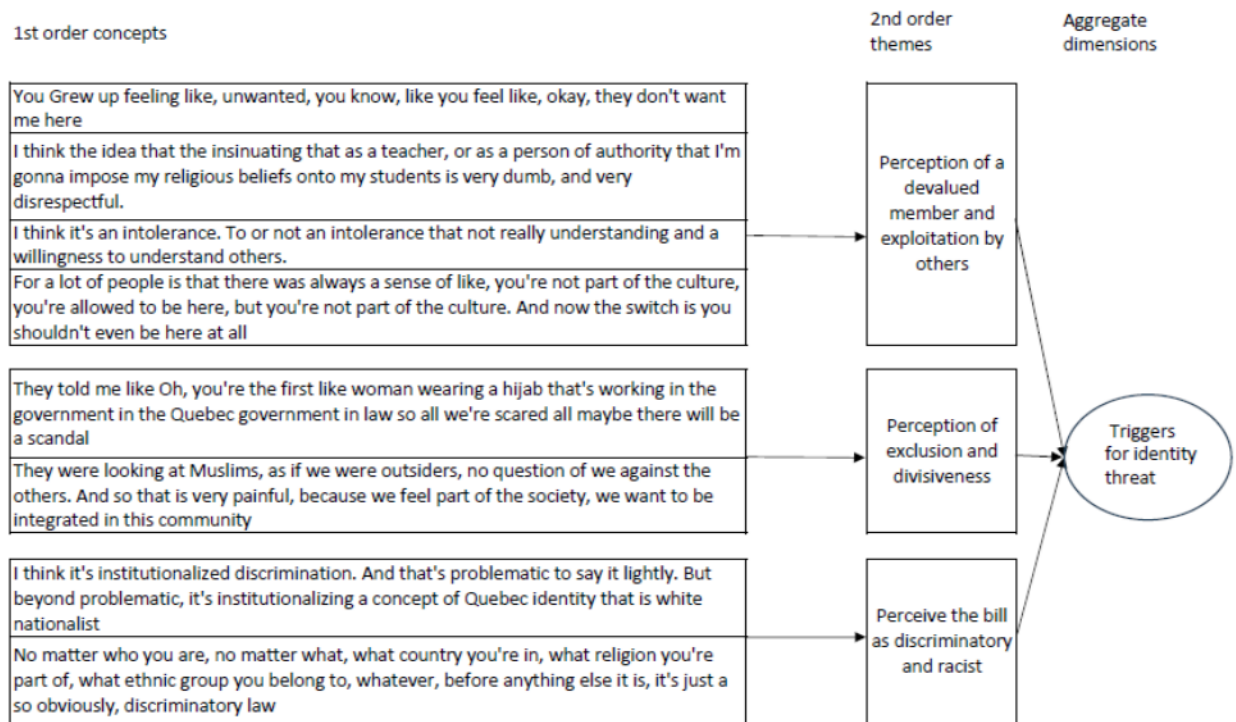 1st order concepts
2nd order
themes
Aggregate
dimensions
You Grew up feeling like, unwanted, you know, like you feel like, okay, they don't want
me here
I think the idea that the insinuating that as a teacher, or as a person of authority that I'm
gonna impose my religious beliefs onto my students is very dumb, and very
disrespectful.
I think it's an intolerance. To or not an intolerance that not really understanding and a
willingness to understand others.
For a lot of people is that there was always a sense of like, you're not part of the culture,
you're allowed to be here, but you're not part of the culture. And now the switch is you
shouldn't even be here at all
Perception of a
devalued
member and
exploitation by
others
They told me like Oh, you're the first like woman wearing a hijab that's working in the
government in the Quebec government in law so all we're scared all maybe there will be
a scandal
They were looking at Muslims, as if we were outsiders, no question of we against the
others. And so that is very painful, because we feel part of the society, we want to be
integrated in this community
Perception of
exclusion and
divisiveness
Triggers
for identity
threat
I think it's institutionalized discrimination. And that's problematic to say it lightly. But
beyond problematic, it's institutionalizing a concept of Quebec identity that is white
nationalist
No matter who you are, no matter what, what country you're in, what religion you're
part of, what ethnic group you belong to, whatever, before anything else it is, it's just a
so obviously, discriminatory law
Perceive the bill
as discriminatory
and racist